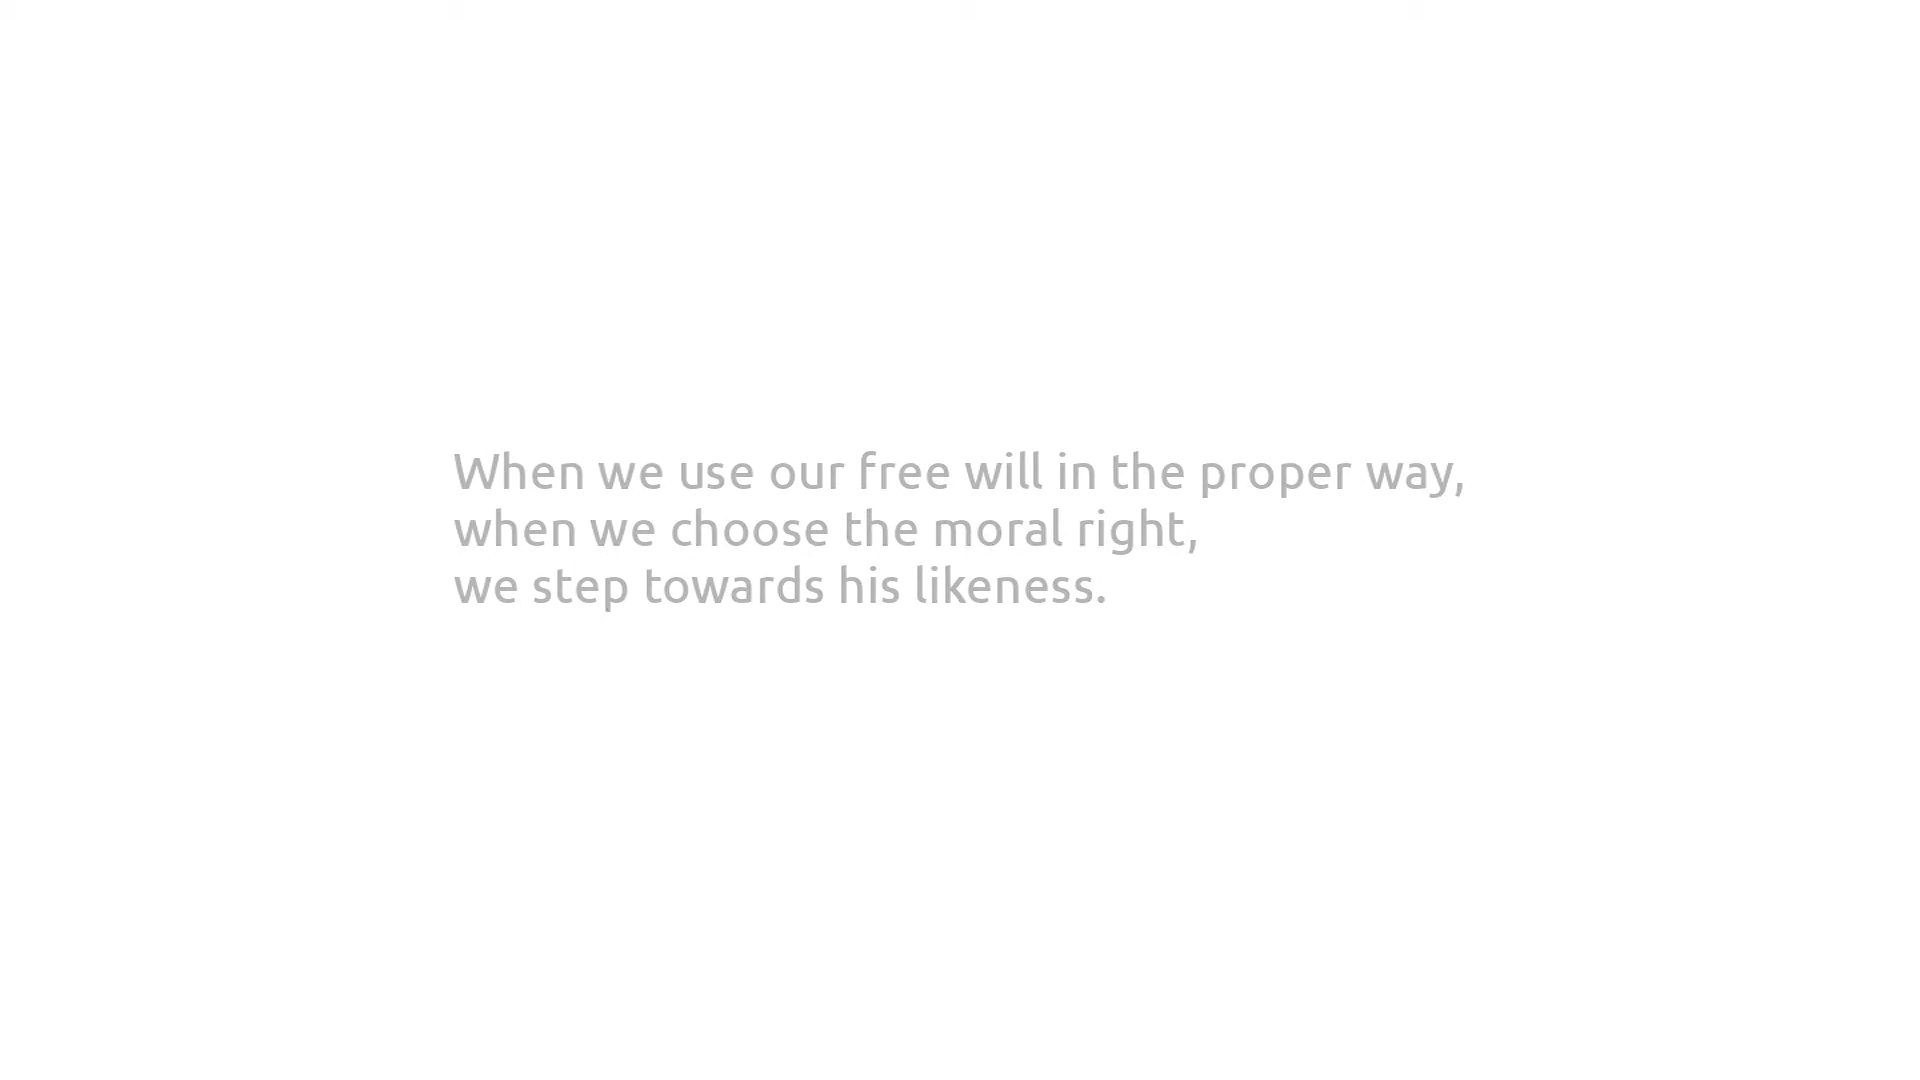 When we use our free will in the proper way,
when we choose the moral right,
we step towards his likeness.